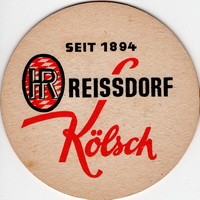 SEIT 1894
HR REISSDORF
Kölsch